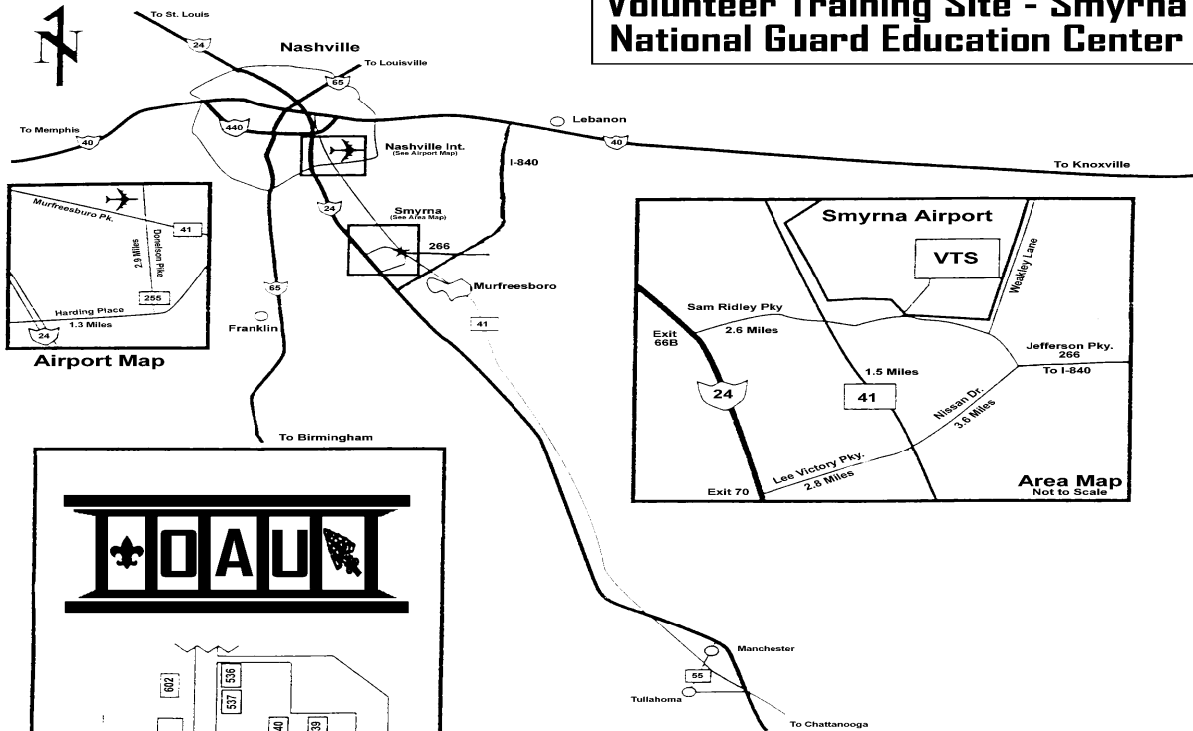 Volunteer Training Site - Smyrna
National Guard Education Center
N
To St. Louis
24
Nashville
To Louisville
65
To Memphis
40
440
Lebanon
40
To Knoxville
Nashville Int.
(See Airport Map)
I-840
24
Smyrna
(See Area Map)
266
65
Murfreesboro
41
Franklin
To Birmingham
Murfreesburo Pk.
41
2.9 Miles
Donelson Pike
255
Harding Place
1.3 Miles
24
Airport Map
Smyrna Airport
VTS
Weakley Lane
Sam Ridley Pky
2.6 Miles
Exit
66B
Jefferson Pky.
266
To I-840
1.5 Miles
24
41
Nissan Dr.
3.6 Miles
Lee Victory Pky.
2.8 Miles
Exit 70
Area Map
Not to Scale
OAU
602
536
537
40
39
Manchester
55
Tullahoma
To Chattanooga